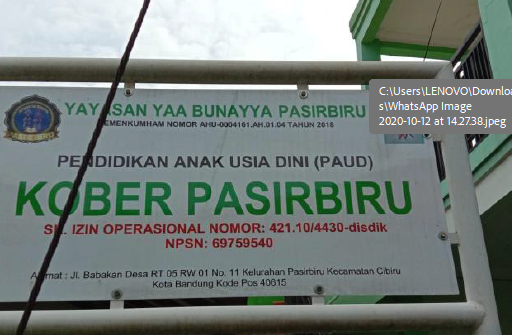 YAYASAN YAA BUNAYYA PASIRBIRU
KEMENKUMHAM NOMOR AHU-0004161.AH.01.04 TAHUN 2016
PENDIDIKAN ANAK USIA DINI (PAUD)
KOBER PASIRBIRU
SK. IZIN OPERASIONAL NOMOR: 421.10/4430-disdik
NPSN: 69759540
Alamat : Jl. Babakan Desa RT 05 RW 01 No. 11 Kelurahan Pasirbiru Kecamatan Cibiru
Kota Bandung Kode Pos 40615
C:\Users\LENOVO\Downloa
s\WhatsApp Image
2020-10-12 at 14.27.38.jpeg